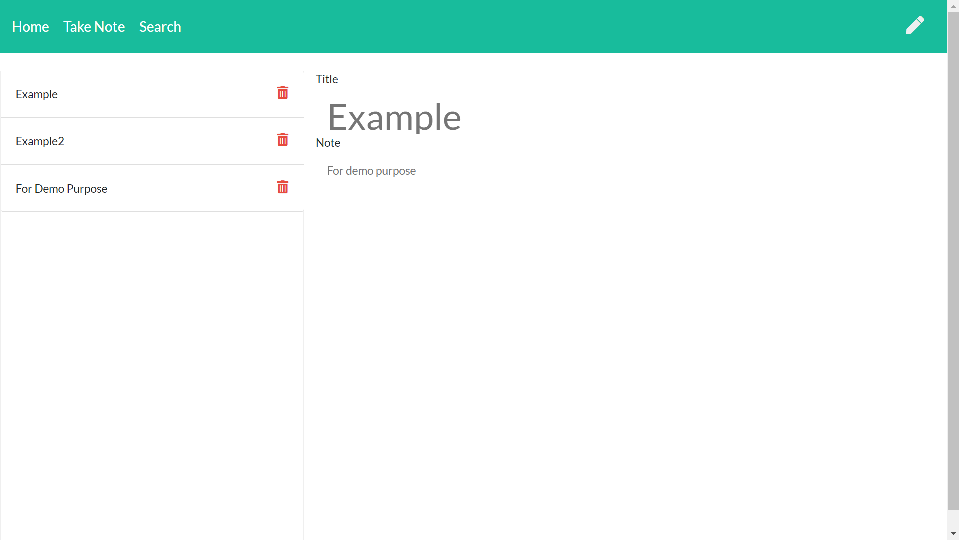 Home Take Note Search
Example
Example2
For Demo Purpose
Title
Example
Note
For demo purpose